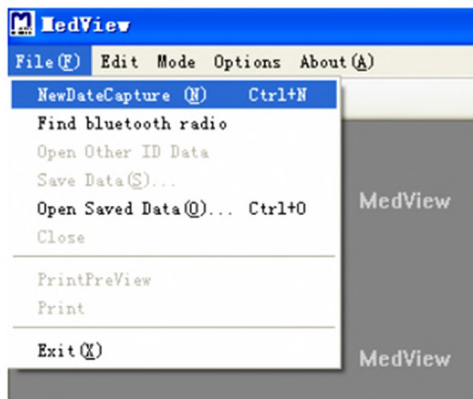 MedView
File(F) Edit Mode Options About(A)
NewDateCapture (N) Ctrl+N
Find bluetooth radio
Open Other ID Data
Save Data(S)...
Open Saved Data(O)... Ctrl+O
MedView
Close
PrintPreView
Print
Exit(X)
MedView